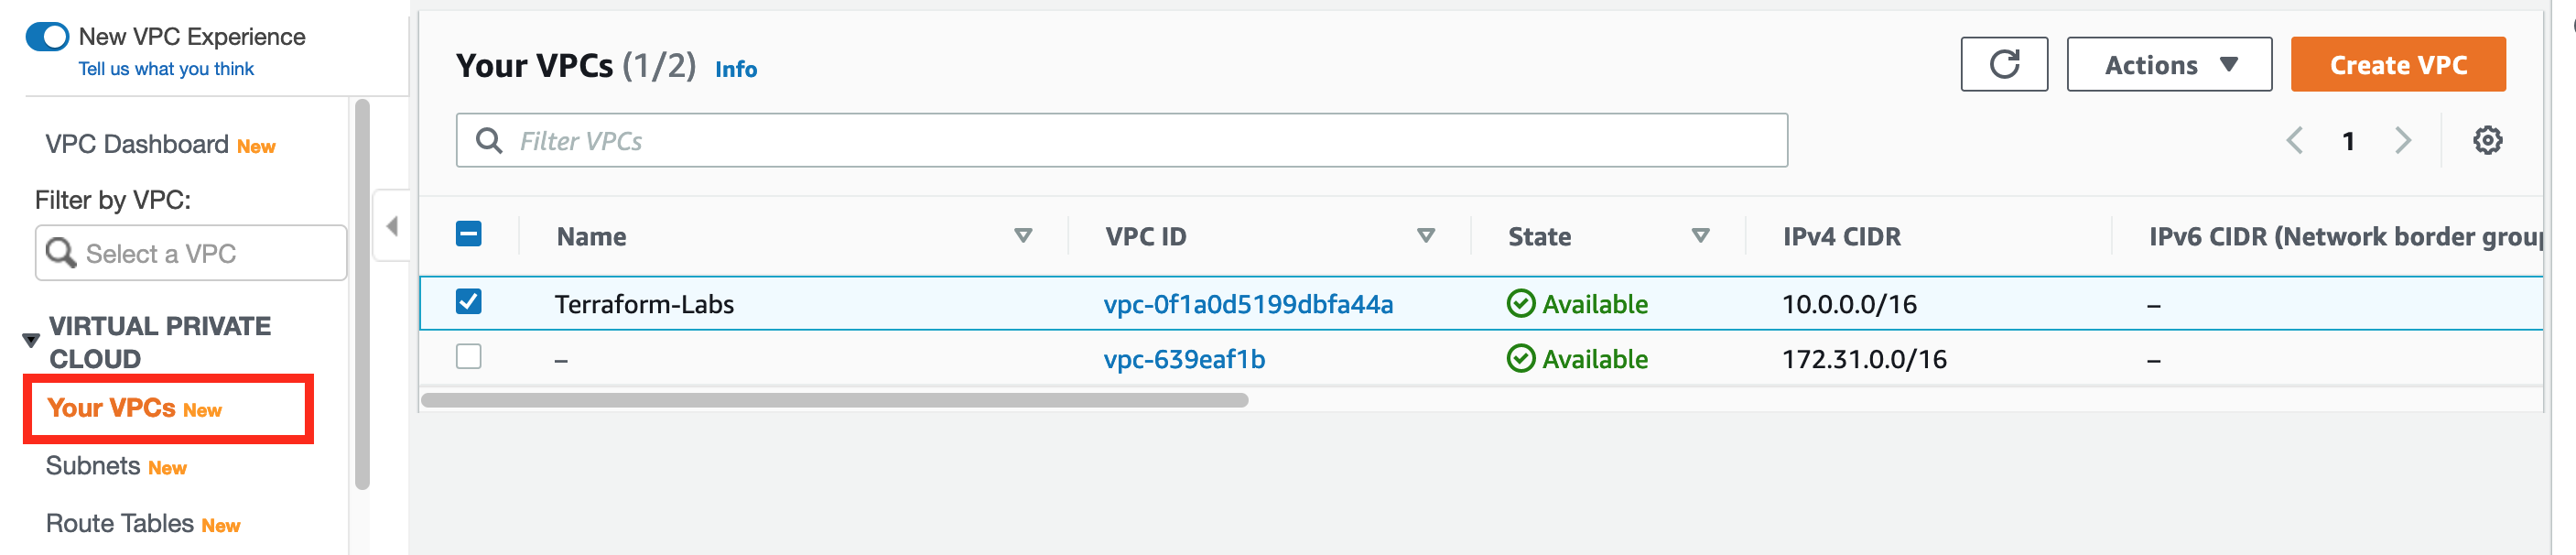 New VPC Experience
Tell us what you think
VPC Dashboard New
Filter by VPC:
Select a VPC
VIRTUAL PRIVATE
CLOUD
Your VPCs New
Subnets New
Route Tables New
Your VPCs (1/2) Info
Actions
Create VPC
Filter VPCs
1
Name VPC ID State IPv4 CIDR IPv6 CIDR (Network border group
Terraform-Labs vpc-0f1a0d5199dbfa44a Available 10.0.0.0/16 –
– vpc-639eaf1b Available 172.31.0.0/16 –